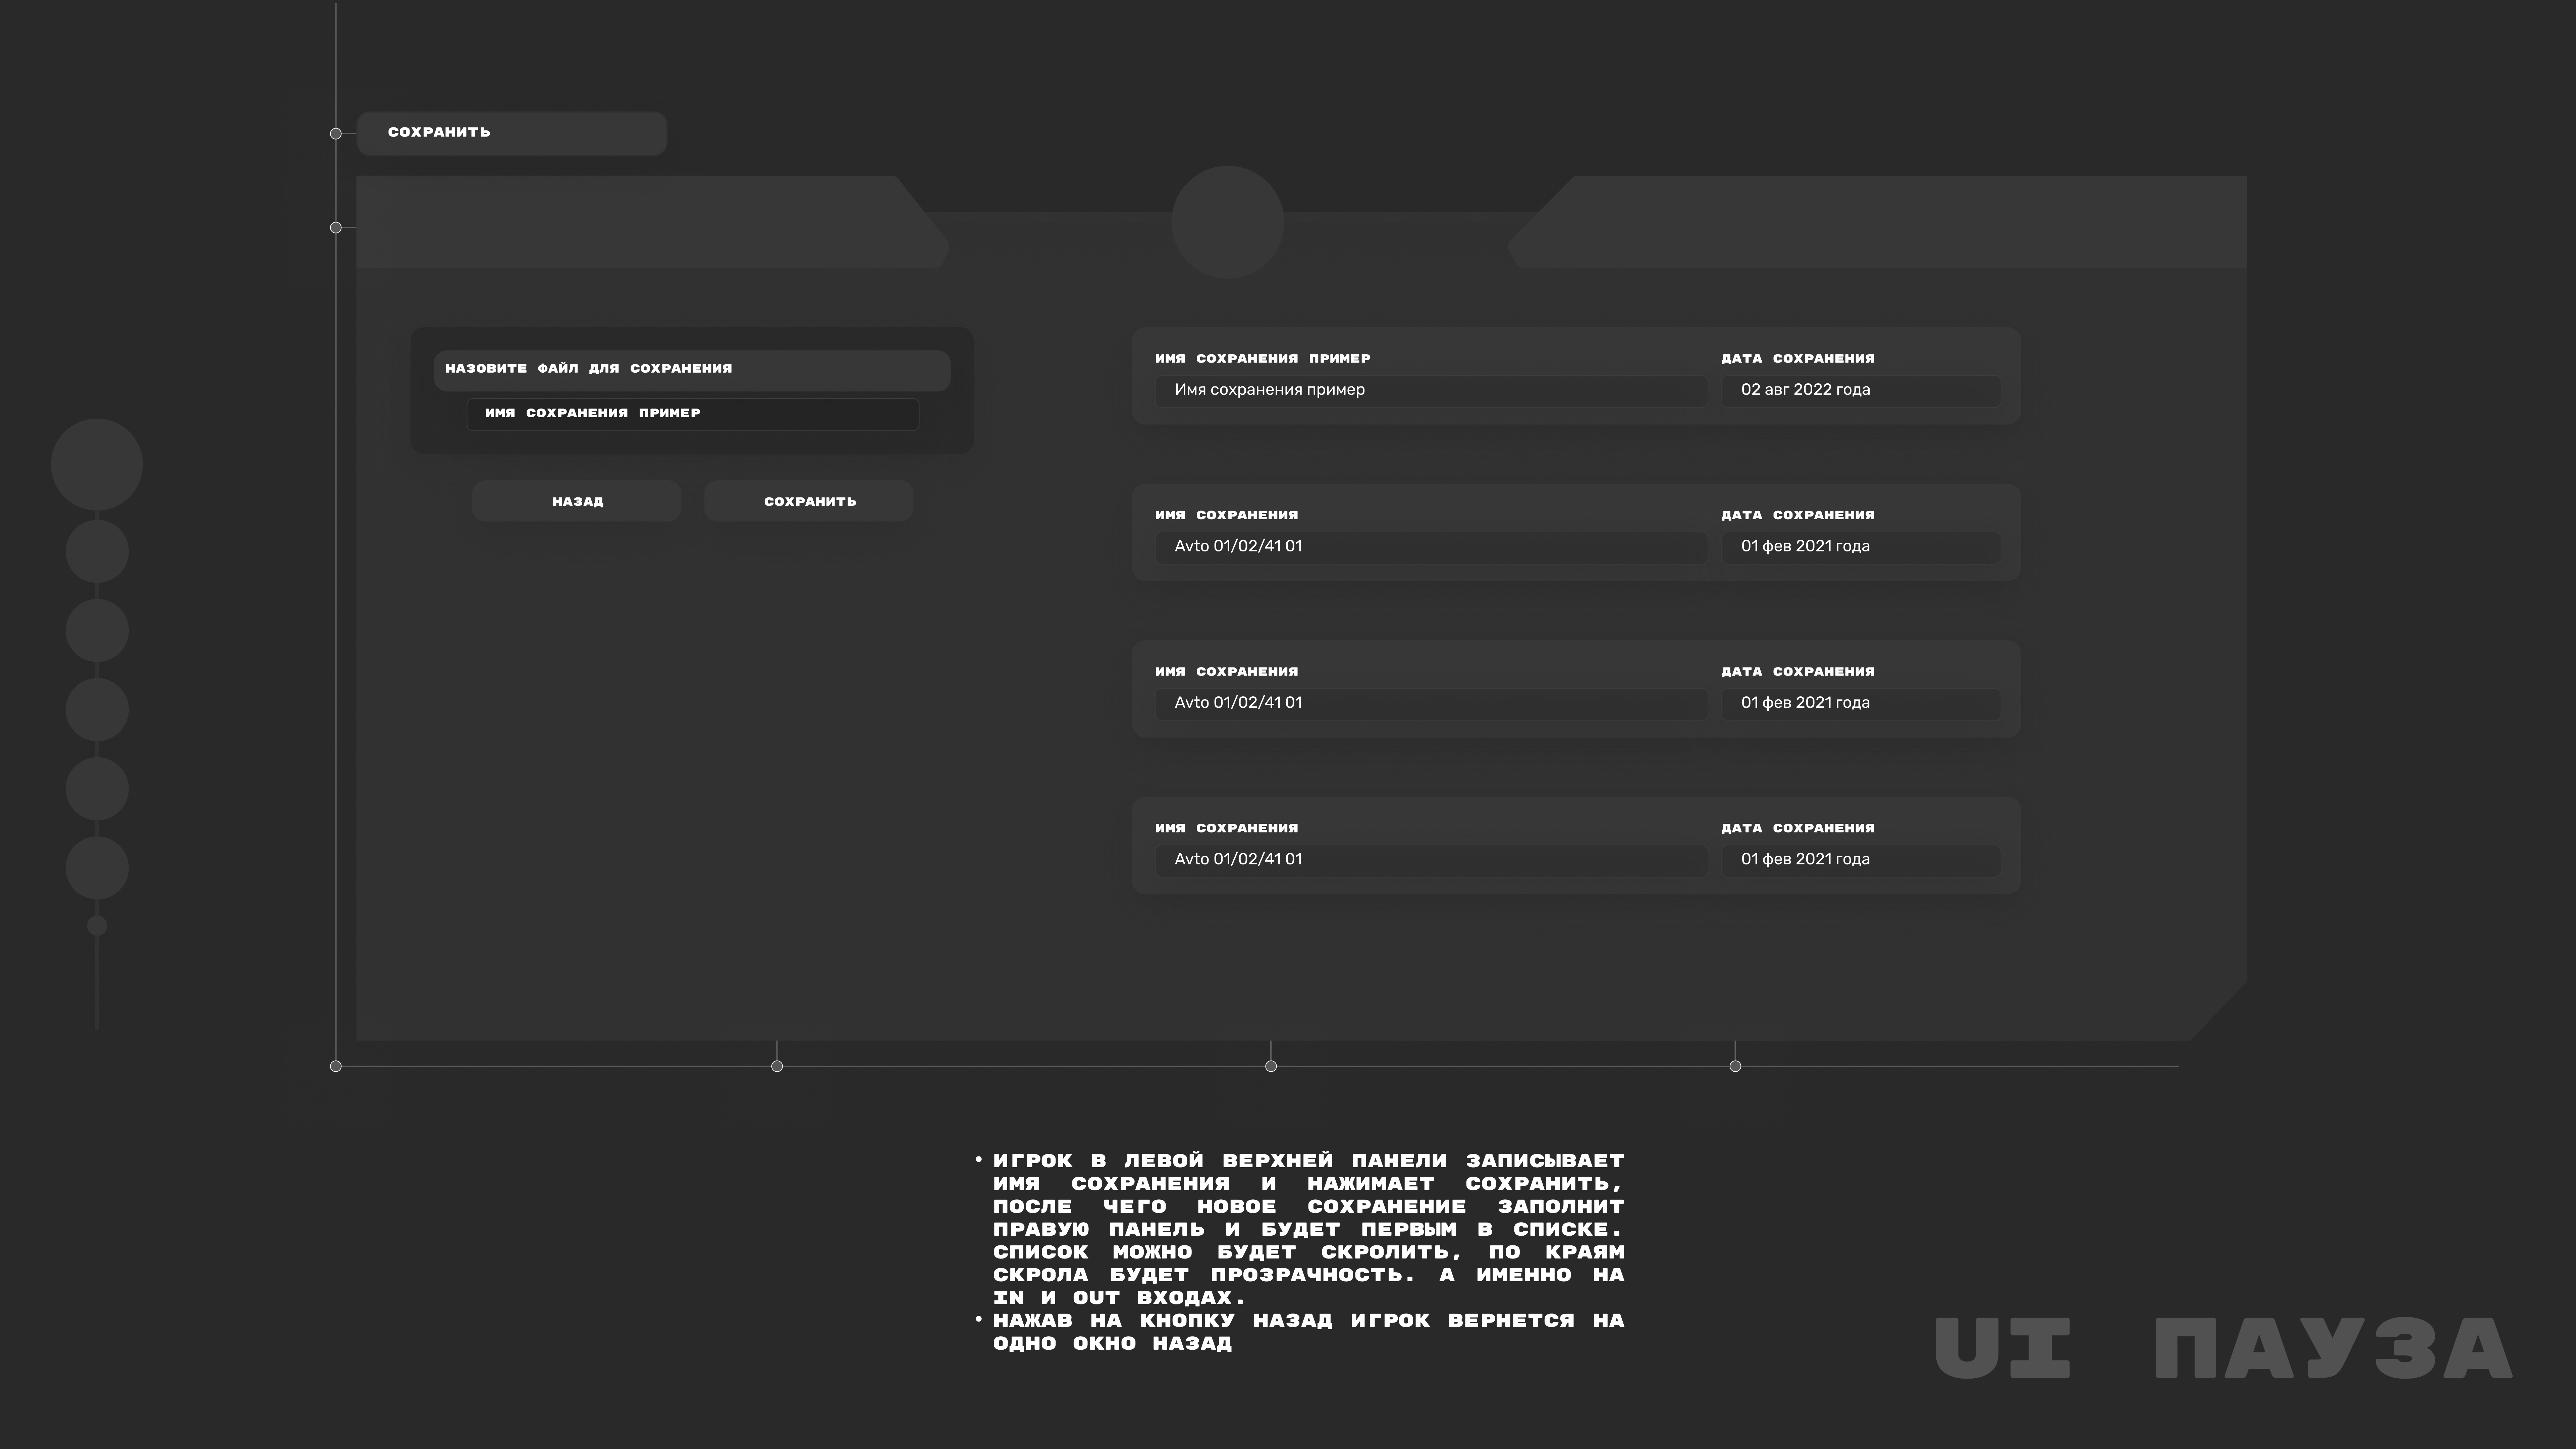 СОХРАНИТЬ
НАЗОВИТЕ ФАЙЛ ДЛЯ СОХРАНЕНИЯ
ИМЯ СОХРАНЕНИЯ ПРИМЕР
НАЗАД СОХРАНИТЬ
ИМЯ СОХРАНЕНИЯ ПРИМЕР ДАТА СОХРАНЕНИЯ
Имя сохранения пример 02 авг 2022 года
ИМЯ СОХРАНЕНИЯ ДАТА СОХРАНЕНИЯ
Avto 01/02/41 01 01 фев 2021 года
ИМЯ СОХРАНЕНИЯ ДАТА СОХРАНЕНИЯ
Avto 01/02/41 01 01 фев 2021 года
ИМЯ СОХРАНЕНИЯ ДАТА СОХРАНЕНИЯ
Avto 01/02/41 01 01 фев 2021 года
• ИГРОК В ЛЕВОЙ ВЕРХНЕЙ ПАНЕЛИ ЗАПИСЫВАЕТ
ИМЯ СОХРАНЕНИЯ И НАЖИМАЕТ СОХРАНИТЬ,
ПОСЛЕ ЧЕГО НОВОЕ СОХРАНЕНИЕ ЗАПОЛНИТ
ПРАВУЮ ПАНЕЛЬ И БУДЕТ ПЕРВЫМ В СПИСКЕ.
СПИСОК МОЖНО БУДЕТ СКРОЛИТЬ, ПО КРАЯМ
СКРОЛА БУДЕТ ПРОЗРАЧНОСТЬ. А ИМЕННО НА
IN И OUT ВХОДАХ.
• НАЖАВ НА КНОПКУ НАЗАД ИГРОК ВЕРНЕТСЯ НА
ОДНО ОКНО НАЗАД
UI ПАУЗА